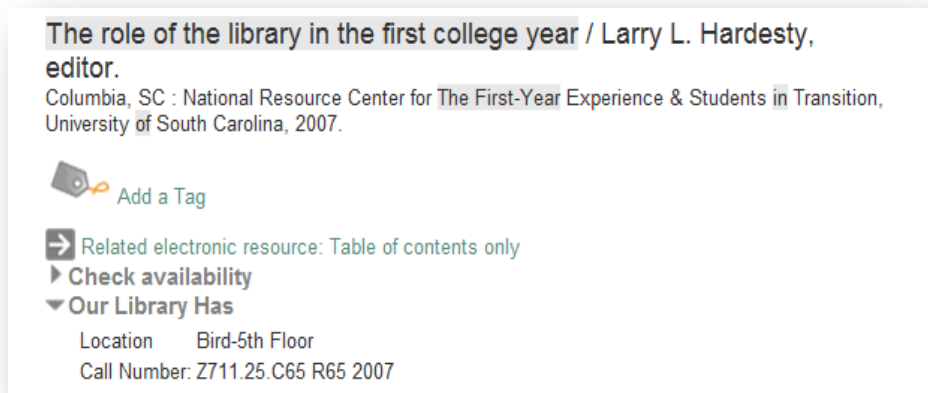 The role of the library in the first college year / Larry L. Hardesty,
editor.
Columbia, SC : National Resource Center for The First-Year Experience & Students in Transition,
University of South Carolina, 2007.
Add a Tag
Related electronic resource: Table of contents only
Check availability
Our Library Has
Location Bird-5th Floor
Call Number: Z711.25.C65 R65 2007